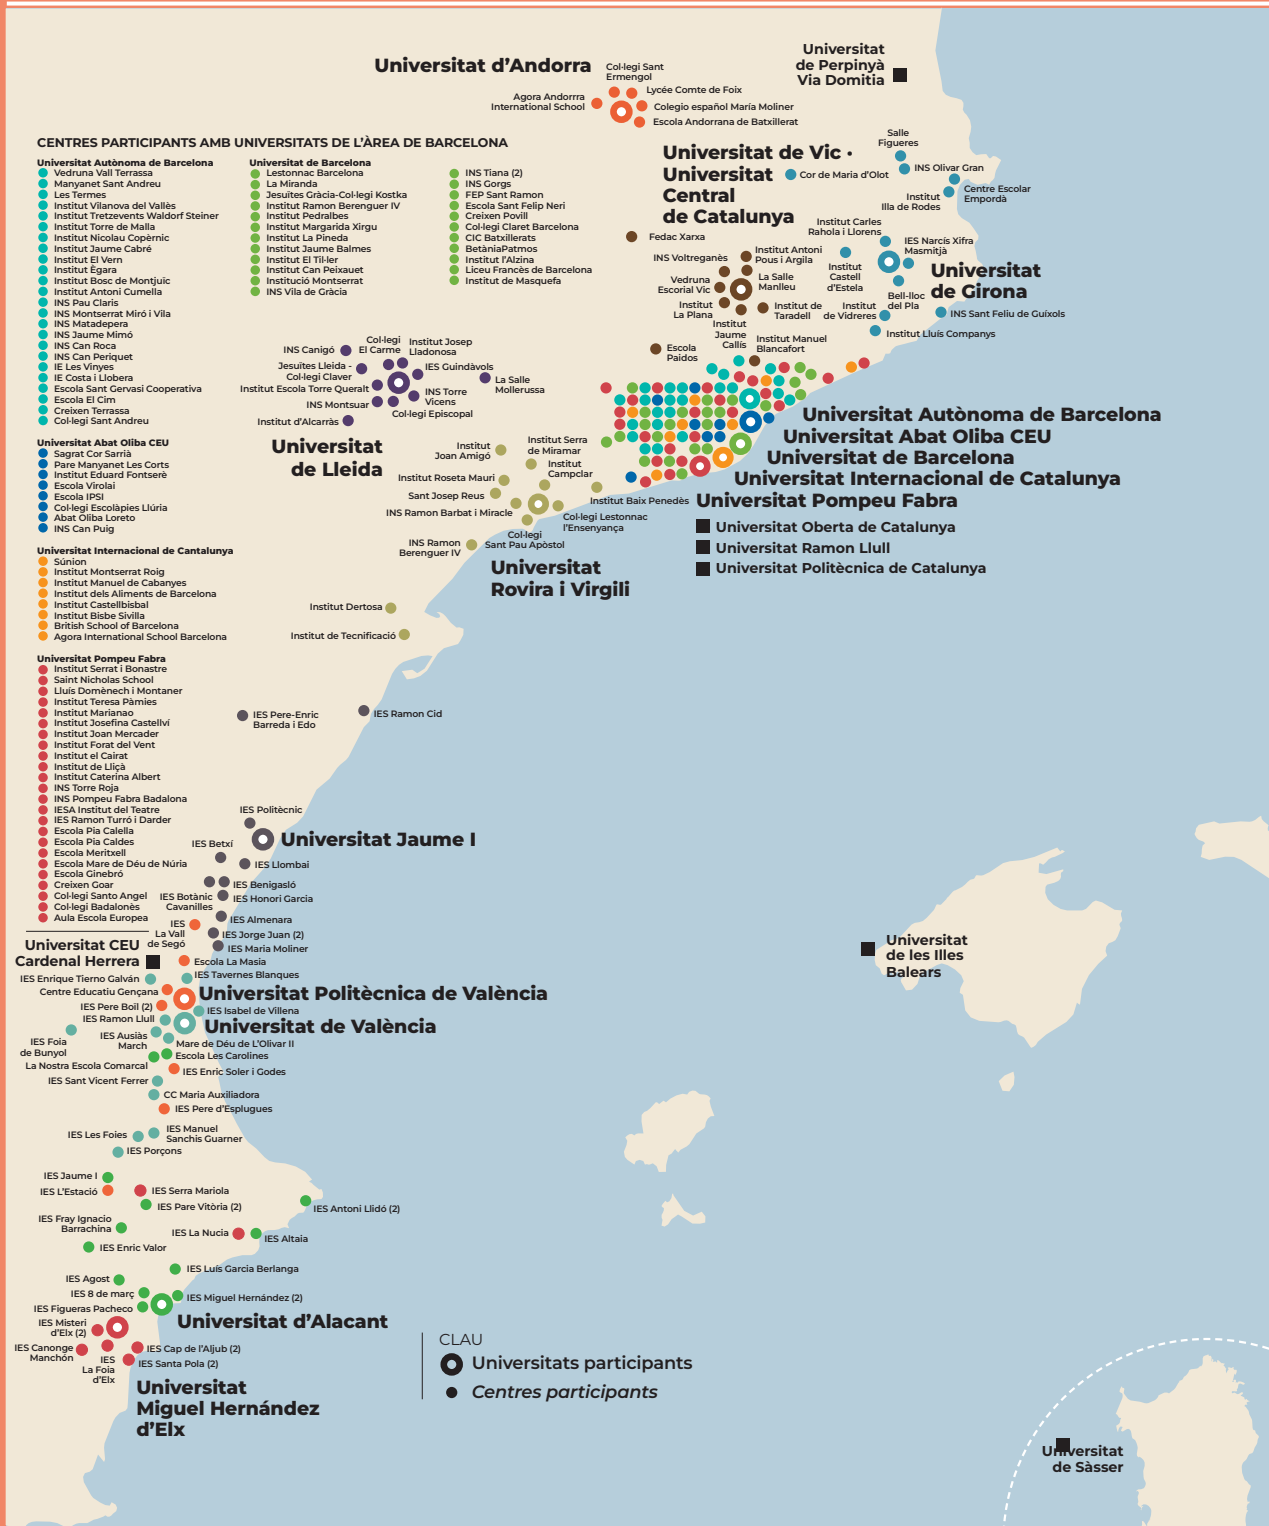 Universitat d’Andorra
Col·legi Sant
Ermengol
Lycée Comte de Foix
Agora Andorrra
International School
Colegio español María Moliner
Escola Andorrana de Batxillerat
Universitat
de Perpinyà
Via Domitia
CENTRES PARTICIPANTS AMB UNIVERSITATS DE L’ÀREA DE BARCELONA
Universitat Autònoma de Barcelona
Vedruna Vall Terrassa
Manyanet Sant Andreu
Les Termes
Institut Vilanova del Vallès
Institut Tretzevents Waldorf Steiner
Institut Torre de Malla
Institut Nicolau Copèrnic
Institut Jaume Cabré
Institut El Vern
Institut Ègara
Institut Bosc de Montjuic
Institut Antoni Cumella
INS Pau Claris
INS Montserrat Miró i Vila
INS Matadepera
INS Jaume Mimó
INS Can Roca
INS Can Periquet
IE Les Vinyes
IE Costa i Llobera
Escola Sant Gervasi Cooperativa
Escola El Cim
Creixen Terrassa
Col·legi Sant Andreu
Universitat de Barcelona
Lestonnac Barcelona
La Miranda
Jesuïtes Gràcia-Col·legi Kostka
Institut Ramon Berenguer IV
Institut Pedralbes
Institut Margarida Xirgu
Institut La Pineda
Institut Jaume Balmes
Institut El Til·ler
Institut Can Peixauet
Institució Montserrat
INS Vila de Gràcia
INS Tiana (2)
INS Gorgs
FEP Sant Ramon
Escola Sant Felip Neri
Creixen Povill
Col·legi Claret Barcelona
CIC Batxillerats
BetàniaPatmos
Institut l’Alzina
Liceu Francès de Barcelona
Institut de Masquefa
Universitat Abat Oliba CEU
Sagrat Cor Sarrià
Pare Manyanet Les Corts
Institut Eduard Fontserè
Escola Virolai
Escola IPSI
Col·legi Escolàpies Llúria
Abat Oliba Loreto
INS Can Puig
Universitat Internacional de Cantalunya
Súnion
Institut Montserrat Roig
Institut Manuel de Cabanyes
Institut dels Aliments de Barcelona
Institut Castellbisbal
Institut Bisbe Sivilla
British School of Barcelona
Agora International School Barcelona
Universitat Pompeu Fabra
Institut Serrat i Bonastre
Saint Nicholas School
Lluís Domènech i Montaner
Institut Teresa Pàmies
Institut Marianao
Institut Josefina Castellví
Institut Joan Mercader
Institut Forat del Vent
Institut el Cairat
Institut de Lliçà
Institut Caterina Albert
INS Torre Roja
INS Pompeu Fabra Badalona
IESA Institut del Teatre
IES Ramon Turró i Darder
Escola Pia Calella
Escola Pia Caldes
Escola Meritxell
Escola Mare de Déu de Núria
Escola Ginebró
Creixen Goar
Col·legi Santo Angel
Col·legi Badalonès
Aula Escola Europea
Universitat de Vic ·
Universitat
Central
de Catalunya
Fedac Xarxa
INS Voltreganès
Institut Antoni
Pous i Argila
Vedruna
Escorial Vic
La Salle
Manlleu
Institut
La Plana
Institut de
Taradell
Institut
Jaume
Callís
Escola
Paidos
Institut Manuel
Blancafort
Salle
Figueres
Cor de Maria d’Olot
INS Olivar Gran
Institut
Illa de Rodes
Centre Escolar
Empordà
Institut Carles
Rahola i Llorens
IES Narcís Xifra
Masmitjà
Institut
Castell
d’Estela
Universitat
de Girona
Bell-lloc
del Pla
Institut
de Vidreres
INS Sant Feliu de Guíxols
Institut Lluís Companys
Col·legi
El Carme
Institut Josep
Lladonosa
INS Canigó
Jesuïtes Lleida -
Col·legi Claver
IES Guindàvols
La Salle
Mollerussa
Institut Escola Torre Queralt
INS Torre
Vicens
INS Montsuar
Col·legi Episcopal
Institut d’Alcarràs
Universitat
de Lleida
Institut
Joan Amigó
Institut Serra
de Miramar
Institut
Campclar
Institut Roseta Mauri
Sant Josep Reus
INS Ramon Barbat i Miracle
Institut Baix Penedès
Col·legi Lestonnac
l’Ensenyança
Col·legi
Sant Pau Apòstol
INS Ramon
Berenguer IV
Universitat
Rovira i Virgili
Institut Dertosa
Institut de Tecnificació
Universitat Autònoma de Barcelona
Universitat Abat Oliba CEU
Universitat de Barcelona
Universitat Internacional de Catalunya
Universitat Pompeu Fabra
Universitat Oberta de Catalunya
Universitat Ramon Llull
Universitat Politècnica de Catalunya
IES Pere-Enric
Barreda i Edo
IES Ramon Cid
IES Politècnic
Universitat Jaume I
IES Betxí
IES Llombai
IES Benigasló
IES Botànic
Cavanilles
IES Honori Garcia
IES Almenara
IES
La Vall
de Segó
IES Jorge Juan (2)
IES Maria Moliner
Universitat CEU
Cardenal Herrera
Escola La Masia
IES Enrique Tierno Galván
IES Tavernes Blanques
Centre Educatiu Gençana
Universitat Politècnica de València
IES Pere Boïl (2)
IES Isabel de Villena
IES Ramon Llull
Universitat de València
IES Foia
de Bunyol
IES Ausiàs
March
Mare de Déu de L’Olivar II
Escola Les Carolines
La Nostra Escola Comarcal
IES Enric Soler i Godes
IES Sant Vicent Ferrer
CC Maria Auxiliadora
IES Pere d’Esplugues
IES Les Foies
IES Manuel
Sanchis Guarner
IES Porçons
IES Jaume I
IES L’Estació
IES Serra Mariola
IES Pare Vitòria (2)
IES Antoni Llidó (2)
IES Fray Ignacio
Barrachina
IES La Nucia
IES Altaia
IES Enric Valor
IES Luís Garcia Berlanga
IES Agost
IES 8 de març
IES Miguel Hernández (2)
IES Figueras Pacheco
Universitat d’Alacant
IES Misteri
d’Elx (2)
IES Canonge
Manchón
IES
La Foia
d’Elx
IES Cap de l’Aljub (2)
IES Santa Pola (2)
Universitat
Miguel Hernández
d’Elx
CLAU
Universitats participants
Centres participants
Universitat
de les Illes
Balears
Universitat
de Sàsser